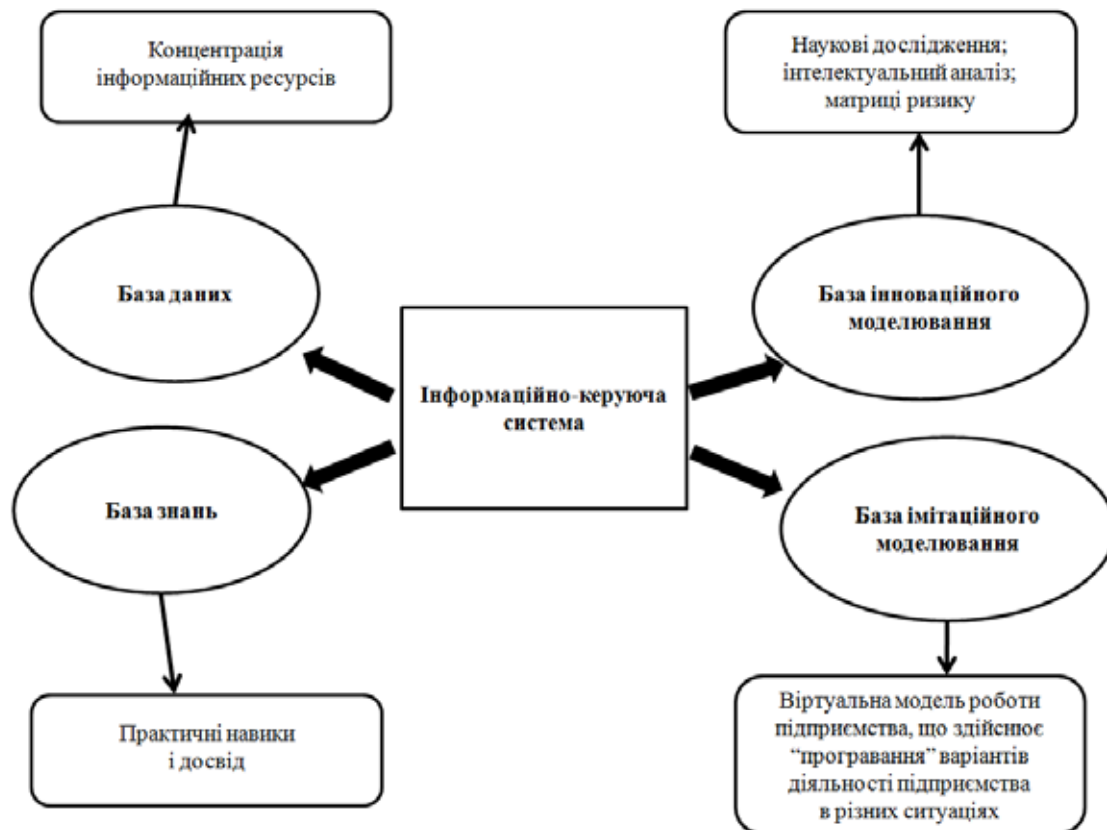 Концентрація
інформаційних ресурсів
Наукові дослідження;
інтелектуальний аналіз;
матриці ризику
База даних
База інноваційного
моделювання
Інформаційно-керуюча
система
База знань
База імітаційного
моделювання
Практичні навики
і досвід
Віртуальна модель роботи
підприємства, що здійснює
“програвання” варіантів
діяльності підприємства
в різних ситуаціях